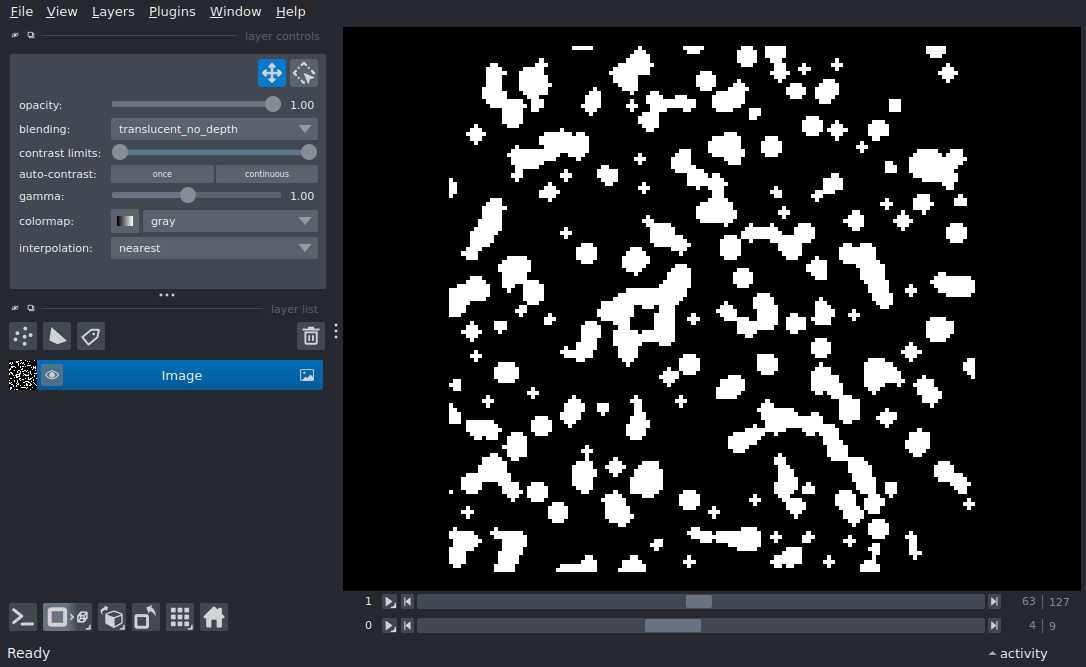 File View Layers Plugins Window Help
layer controls
opacity: 1.00
blending: translucent_no_depth
contrast limits:
auto-contrast: once continuous
gamma: 1.00
colormap: gray
interpolation: nearest
layer list
Image
1 63 127
0 4 9
Ready activity